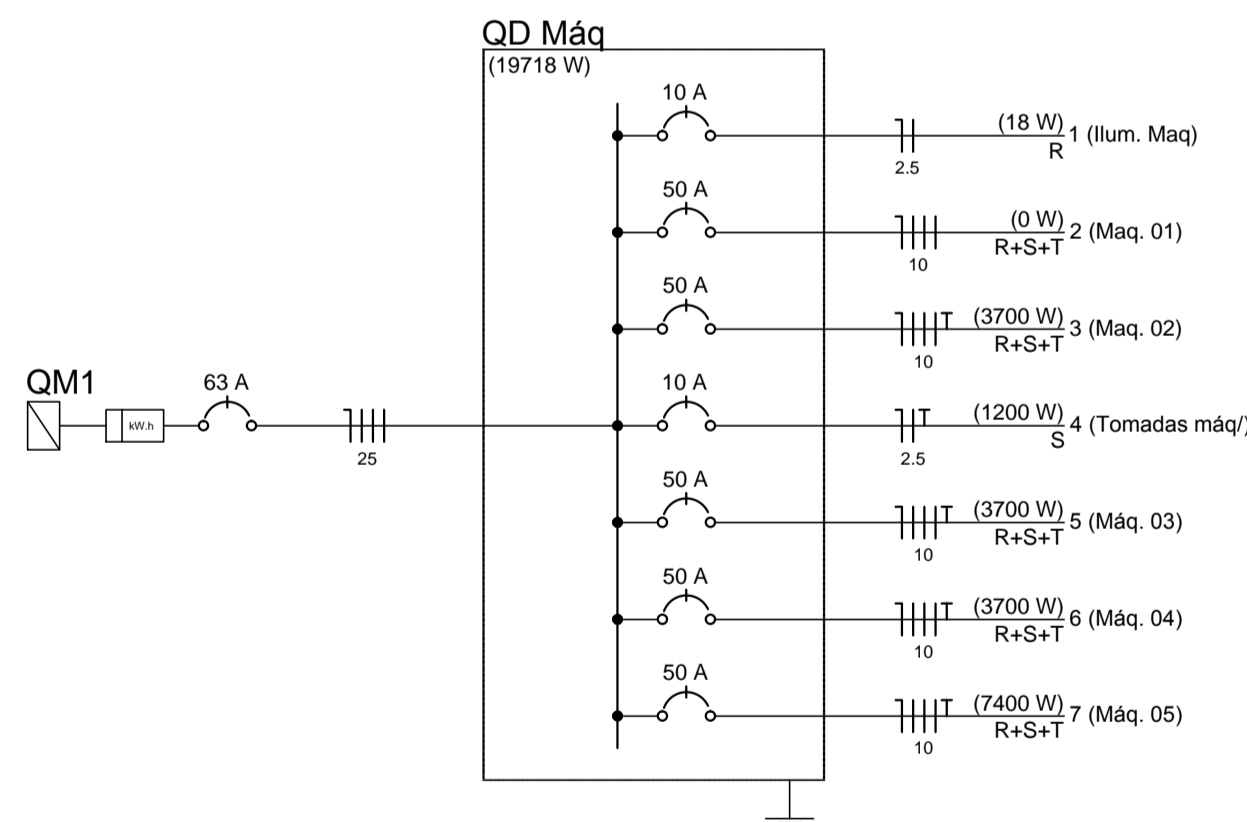 QD Máq
(19718 W)
10 A
(18 W)
R
1 (Ilum. Maq)
2.5
50 A
(0 W)
R+S+T
2 (Maq. 01)
10
50 A
(3700 W)
R+S+T
3 (Maq. 02)
10
QM1
kW.h
63 A
25
10 A
(1200 W)
S
4 (Tomadas máq/)
2.5
50 A
(3700 W)
R+S+T
5 (Máq. 03)
10
50 A
(3700 W)
R+S+T
6 (Máq. 04)
10
50 A
(7400 W)
R+S+T
7 (Máq. 05)
10